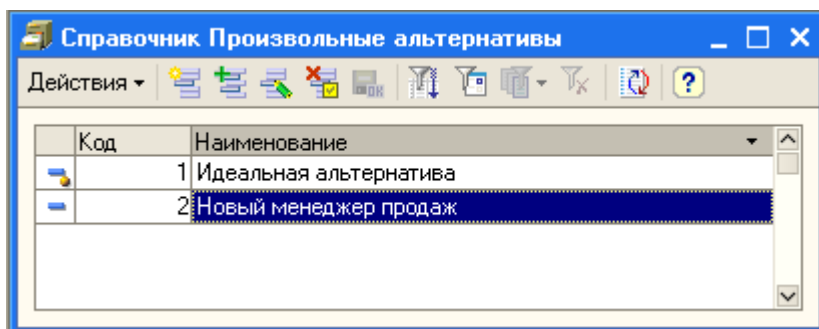 Справочник Произвольные альтернативы
Действия
Код Наименование
1 Идеальная альтернатива
2 Новый менеджер продаж